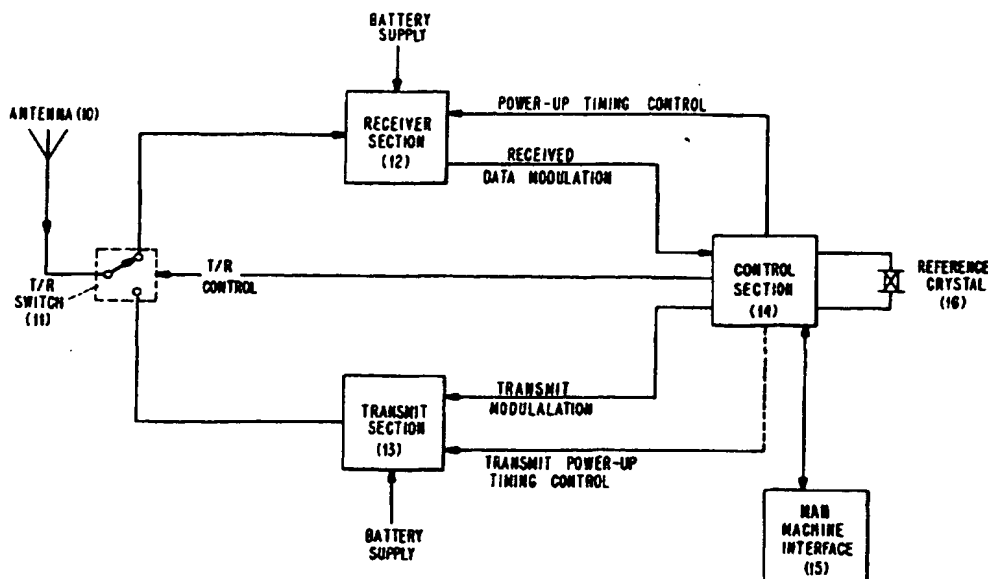 BATTERY
SUPPLY
ANTENNA (10)
RECEIVER
SECTION
(12)
POWER-UP TIMING CONTROL
RECEIVED
DATA MODULATION
T/R
SWITCH
(11)
T/R
CONTROL
CONTROL
SECTION
(14)
REFERENCE
CRYSTAL
(16)
TRANSMIT
SECTION
(13)
TRANSMIT
MODULALATION
TRANSMIT POWER-UP
TIMING CONTROL
BATTERY
SUPPLY
MAN
MACHINE
INTERFACE
(15)